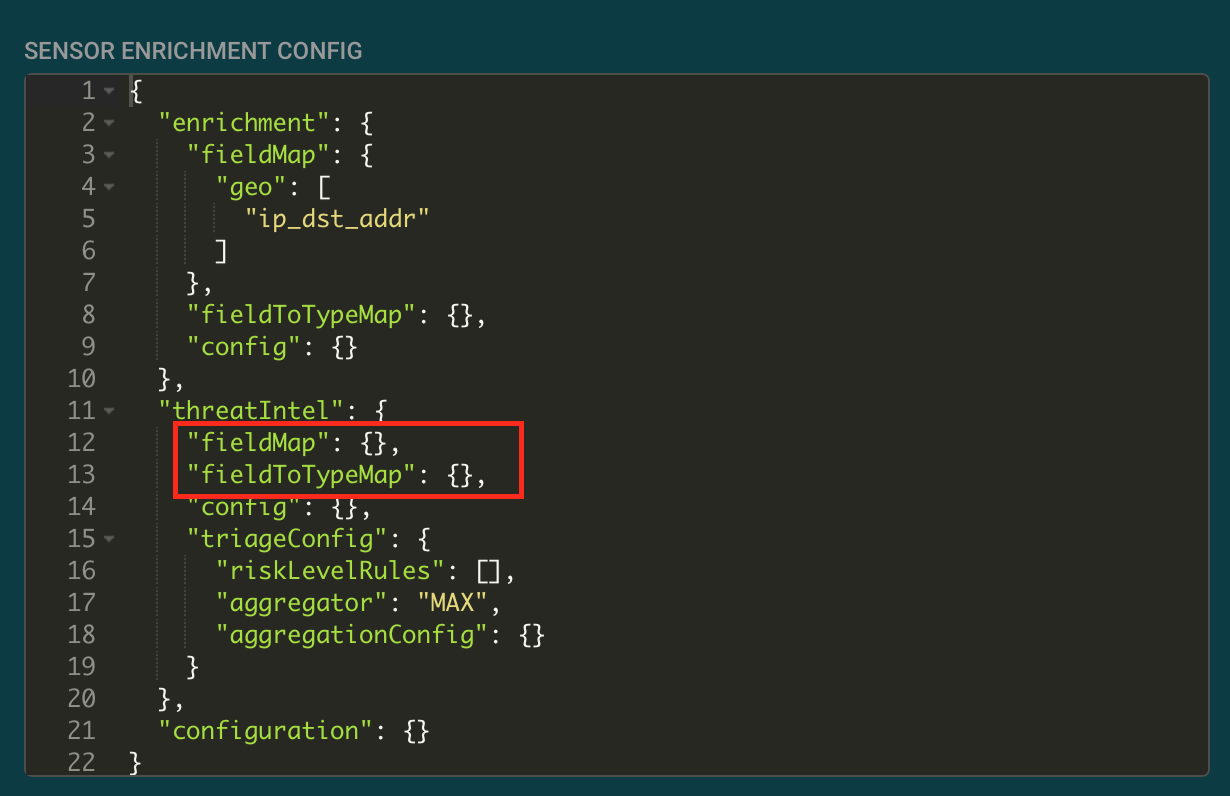 SENSOR ENRICHMENT CONFIG
1 {
2   "enrichment": {
3     "fieldMap": {
4       "geo": [
5         "ip_dst_addr"
6       ]
7     },
8     "fieldToTypeMap": {},
9     "config": {}
10   },
11   "threatIntel": {
12     "fieldMap": {},
13     "fieldToTypeMap": {},
14     "config": {},
15     "triageConfig": {
16       "riskLevelRules": [],
17       "aggregator": "MAX",
18       "aggregationConfig": {}
19     }
20   },
21   "configuration": {}
22 }